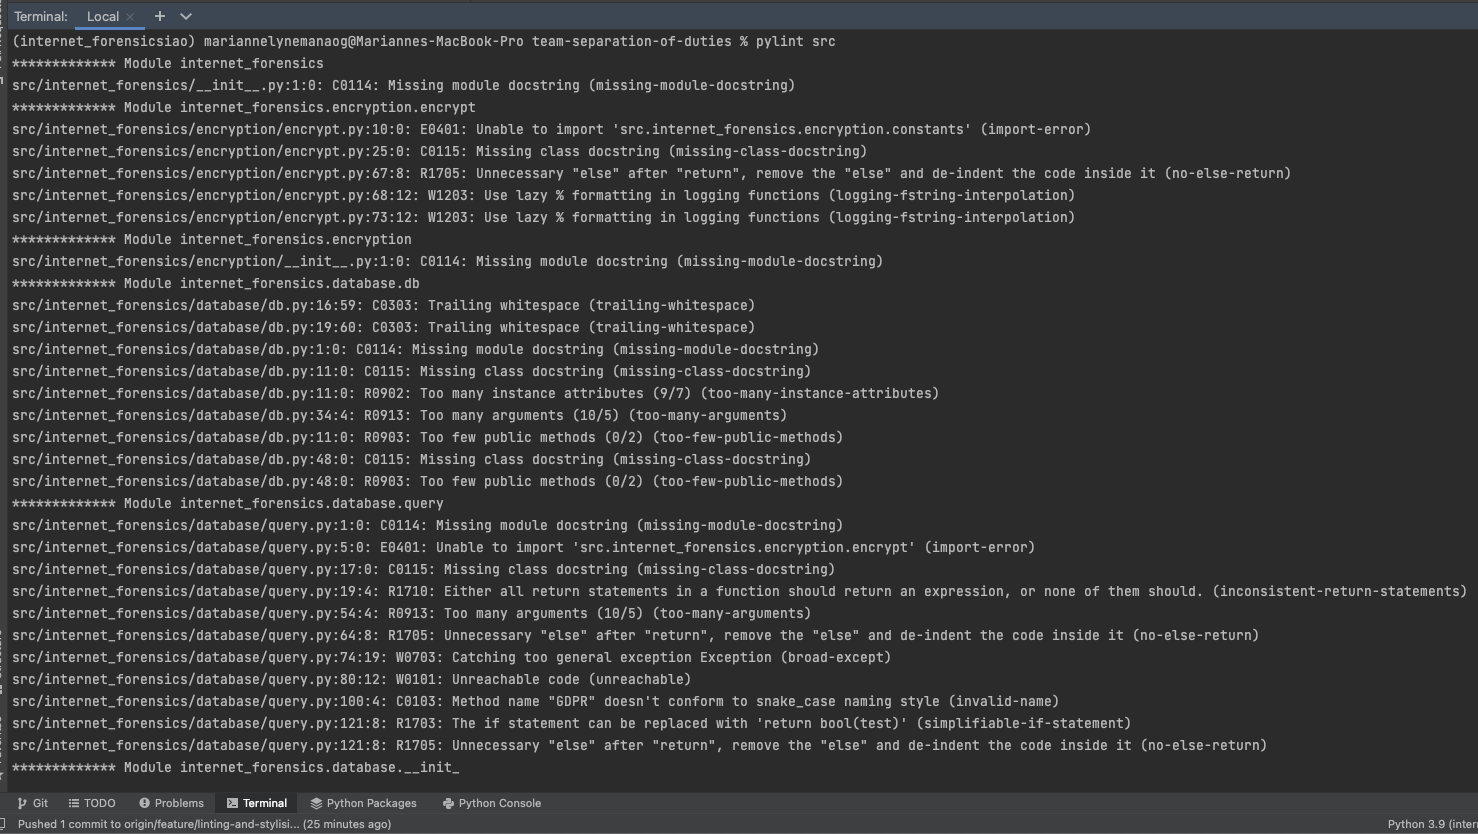 Terminal: Local × +
(internet_forensicsiao) mariannelynemanaog@Mariannes-MacBook-Pro team-separation-of-duties % pylint src
************* Module internet_forensics
src/internet_forensics/__init__.py:1:0: C0114: Missing module docstring (missing-module-docstring)
************* Module internet_forensics.encryption.encrypt
src/internet_forensics/encryption/encrypt.py:10:0: E0401: Unable to import 'src.internet_forensics.encryption.constants' (import-error)
src/internet_forensics/encryption/encrypt.py:25:0: C0115: Missing class docstring (missing-class-docstring)
src/internet_forensics/encryption/encrypt.py:67:8: R1705: Unnecessary "else" after "return", remove the "else" and de-indent the code inside it (no-else-return)
src/internet_forensics/encryption/encrypt.py:68:12: W1203: Use lazy % formatting in logging functions (logging-fstring-interpolation)
src/internet_forensics/encryption/encrypt.py:73:12: W1203: Use lazy % formatting in logging functions (logging-fstring-interpolation)
************* Module internet_forensics.encryption
src/internet_forensics/encryption/__init__.py:1:0: C0114: Missing module docstring (missing-module-docstring)
************* Module internet_forensics.database.db
src/internet_forensics/database/db.py:16:59: C0303: Trailing whitespace (trailing-whitespace)
src/internet_forensics/database/db.py:19:60: C0303: Trailing whitespace (trailing-whitespace)
src/internet_forensics/database/db.py:1:0: C0114: Missing module docstring (missing-module-docstring)
src/internet_forensics/database/db.py:11:0: C0115: Missing class docstring (missing-class-docstring)
src/internet_forensics/database/db.py:11:0: R0902: Too many instance attributes (9/7) (too-many-instance-attributes)
src/internet_forensics/database/db.py:34:4: R0913: Too many arguments (10/5) (too-many-arguments)
src/internet_forensics/database/db.py:11:0: R0903: Too few public methods (0/2) (too-few-public-methods)
src/internet_forensics/database/db.py:48:0: C0115: Missing class docstring (missing-class-docstring)
src/internet_forensics/database/db.py:48:0: R0903: Too few public methods (0/2) (too-few-public-methods)
************* Module internet_forensics.database.query
src/internet_forensics/database/query.py:1:0: C0114: Missing module docstring (missing-module-docstring)
src/internet_forensics/database/query.py:5:0: E0401: Unable to import 'src.internet_forensics.encryption.encrypt' (import-error)
src/internet_forensics/database/query.py:17:0: C0115: Missing class docstring (missing-class-docstring)
src/internet_forensics/database/query.py:19:4: R1710: Either all return statements in a function should return an expression, or none of them should. (inconsistent-return-statements)
src/internet_forensics/database/query.py:54:4: R0913: Too many arguments (10/5) (too-many-arguments)
src/internet_forensics/database/query.py:64:8: R1705: Unnecessary "else" after "return", remove the "else" and de-indent the code inside it (no-else-return)
src/internet_forensics/database/query.py:74:19: W0703: Catching too general exception Exception (broad-except)
src/internet_forensics/database/query.py:80:12: W0101: Unreachable code (unreachable)
src/internet_forensics/database/query.py:100:4: C0103: Method name "GDPR" doesn't conform to snake_case naming style (invalid-name)
src/internet_forensics/database/query.py:121:8: R1703: The if statement can be replaced with 'return bool(test)' (simplifiable-if-statement)
src/internet_forensics/database/query.py:121:8: R1705: Unnecessary "else" after "return", remove the "else" and de-indent the code inside it (no-else-return)
************* Module internet_forensics.database.__init_
Git TODO Problems Terminal Python Packages Python Console
Pushed 1 commit to origin/feature/linting-and-stylisi... (25 minutes ago) Python 3.9 (inter